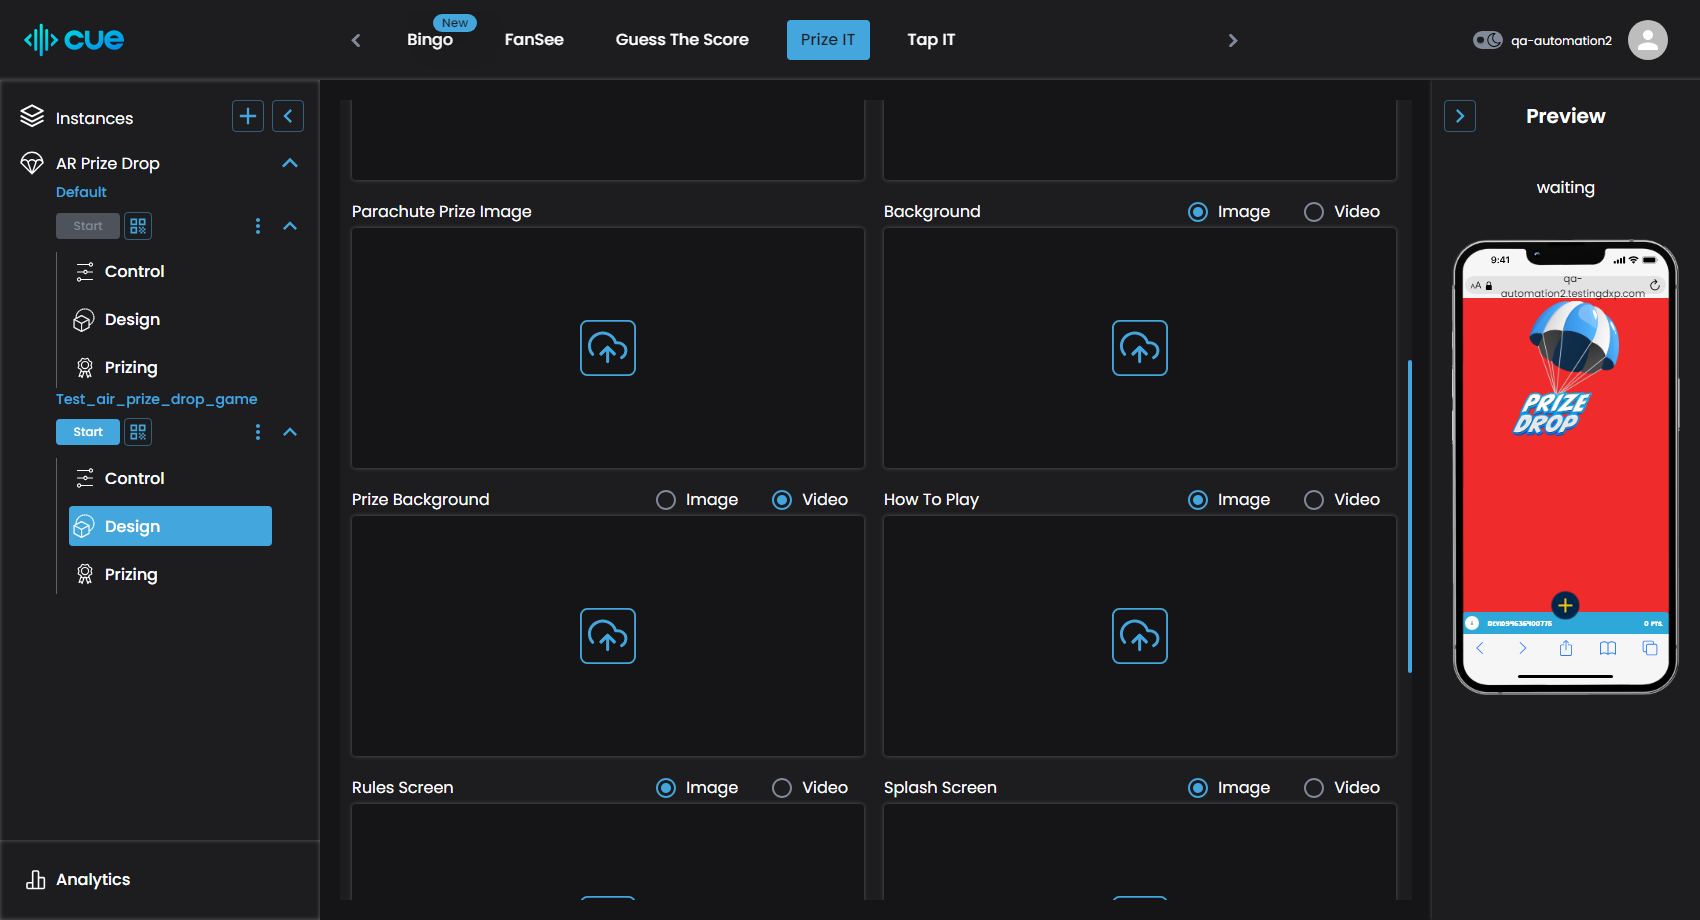 cue
Bingo
New
FanSee
Guess The Score
Prize IT
Tap IT
qa-automation2
Instances
AR Prize Drop
Default
Start
Control
Design
Prizing
Test_air_prize_drop_game
Start
Control
Design
Prizing
Analytics
Parachute Prize Image
Background
Image
Video
Prize Background
Image
Video
How To Play
Image
Video
Rules Screen
Image
Video
Splash Screen
Image
Video
Preview
waiting
9:41
AA
qa-
automation2.testingdxp.com
PRIZE
DROP
0 PTS.